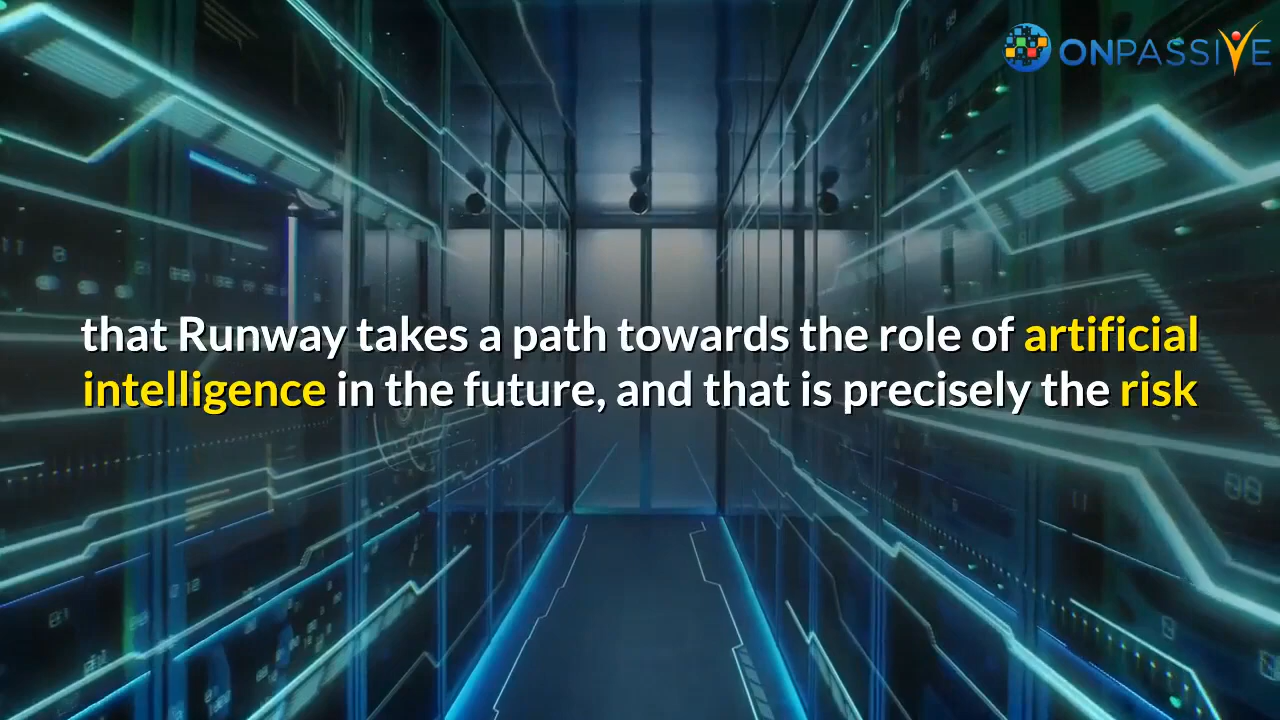 ONPASSIVE
that Runway takes a path towards the role of artificial
intelligence in the future, and that is precisely the risk